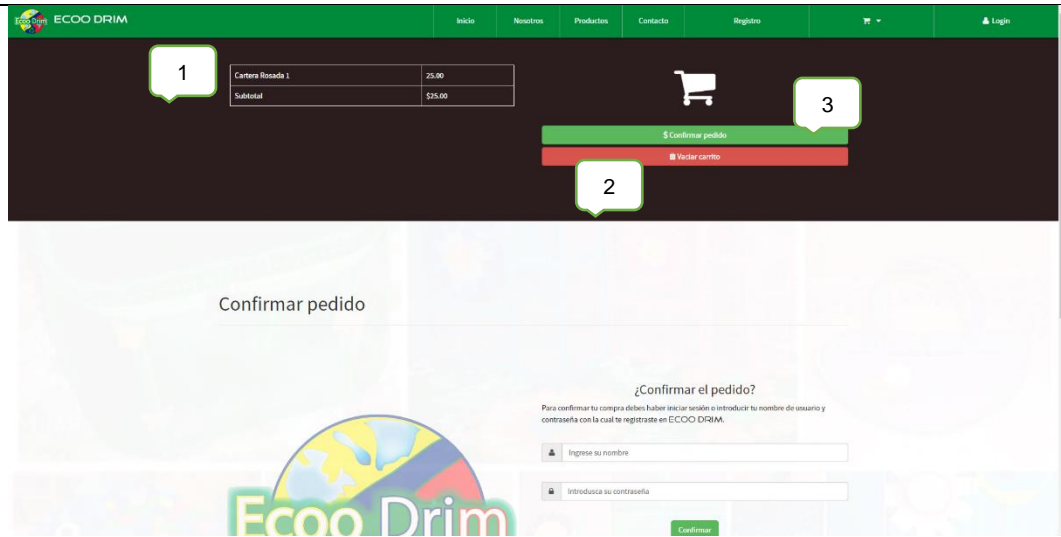 Ecoo Drim ECOO DRIM Inicio Nosotros Productos Contacto Registro Login
1
Cartera Rosada 1 25.00
Subtotal $25.00
3
$ Confirmar pedido
Vaciar carrito
2
Confirmar pedido
¿Confirmar el pedido?
Para confirmar tu compra debes haber iniciar sesión o introducir tu nombre de usuario y
contraseña con la cual te registraste en ECOO DRIM.
Ingrese su nombre
Introdusca su contraseña
Ecoo Drim
Confirmar